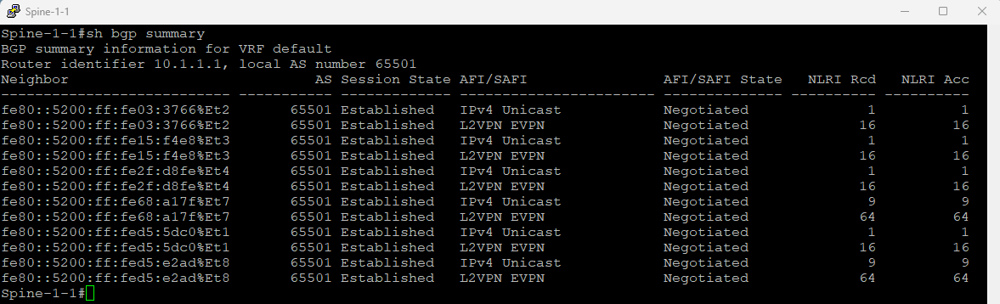 Spine-1-1
Spine-1-1#sh bgp summary
BGP summary information for VRF default
Router identifier 10.1.1.1, local AS number 65501
Neighbor                             AS Session State AFI/SAFI                AFI/SAFI State   NLRI Rcd   NLRI Acc
--------------------------- ----------- ------------- ----------------------- -------------- ---------- ----------
fe80::5200:ff:fe03:3766%Et2       65501 Established   IPv4 Unicast            Negotiated              1          1
fe80::5200:ff:fe03:3766%Et2       65501 Established   L2VPN EVPN              Negotiated             16         16
fe80::5200:ff:fe15:f4e8%Et3       65501 Established   IPv4 Unicast            Negotiated              1          1
fe80::5200:ff:fe15:f4e8%Et3       65501 Established   L2VPN EVPN              Negotiated             16         16
fe80::5200:ff:fe2f:d8fe%Et4       65501 Established   IPv4 Unicast            Negotiated              1          1
fe80::5200:ff:fe2f:d8fe%Et4       65501 Established   L2VPN EVPN              Negotiated             16         16
fe80::5200:ff:fe68:a17f%Et7       65501 Established   IPv4 Unicast            Negotiated              9          9
fe80::5200:ff:fe68:a17f%Et7       65501 Established   L2VPN EVPN              Negotiated             64         64
fe80::5200:ff:fed5:5dc0%Et1       65501 Established   IPv4 Unicast            Negotiated              1          1
fe80::5200:ff:fed5:5dc0%Et1       65501 Established   L2VPN EVPN              Negotiated             16         16
fe80::5200:ff:fed5:e2ad%Et8       65501 Established   IPv4 Unicast            Negotiated              9          9
fe80::5200:ff:fed5:e2ad%Et8       65501 Established   L2VPN EVPN              Negotiated             64         64
Spine-1-1#